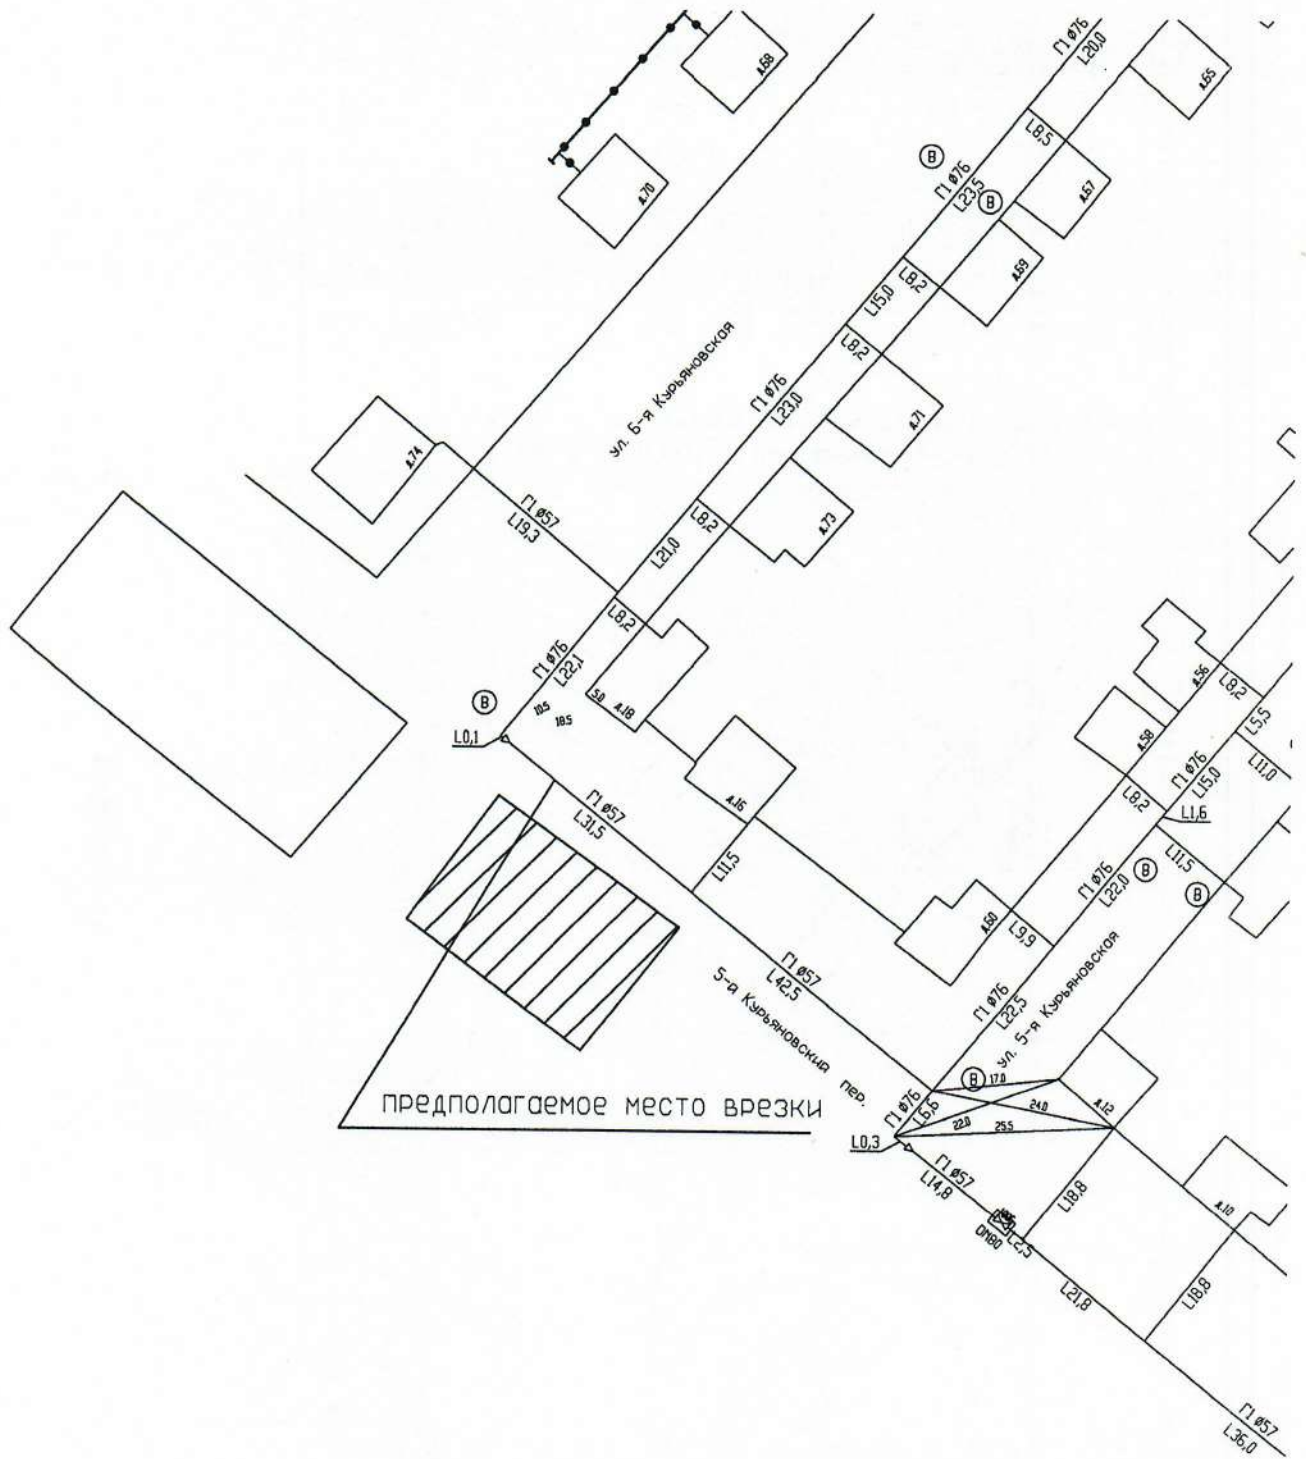 Г1 ø76
L20,0
д.68
д.65
L8,5
В
Г1 ø76
L23,5
В
д.67
д.70
д.69
L8,2
L15,0
L8,2
ул. 6-я Курьяновская
Г1 ø76
L23,0
д.71
д.74
Г1 ø57
L19,3
L8,2
д.73
L21,0
L8,2
Г1 ø76
L22,1
5.0
д.18
10.5
18.5
В
L0,1
д.56
L8,2
L5,5
д.58
L11,0
Г1 ø76
L15,0
L8,2
L1,6
д.16
Г1 ø57
L31,5
L11,5
L11,5
В
В
Г1 ø76
L22,0
д.60
L9,9
Г1 ø57
L42,5
Г1 ø76
L22,5
ул. 5-я Курьяновская
5-й Курьяновский пер.
В
17.0
предполагаемое место врезки
Г1 ø76
L6,6
24.0
22.0
25.5
д.12
L0,3
Г1 ø57
L14,8
L18,8
L2,5
д.10
L21,8
L18,8
Г1 ø57
L36,0